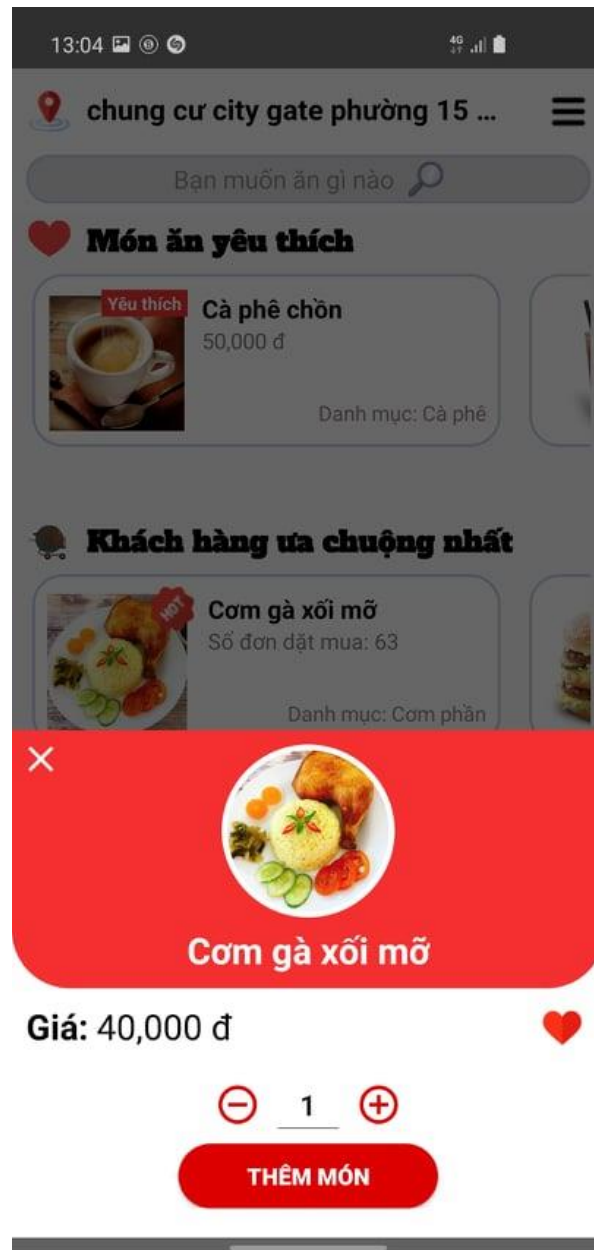 13:04
4G
chung cư city gate phường 15 ...
Bạn muốn ăn gì nào
Món ăn yêu thích
Yêu thích
Cà phê chồn
50,000 đ
Danh mục: Cà phê
Khách hàng ưa chuộng nhất
HOT
Cơm gà xối mỡ
Số đơn dặt mua: 63
Danh mục: Cơm phần
Cơm gà xối mỡ
Giá: 40,000 đ
1
THÊM MÓN